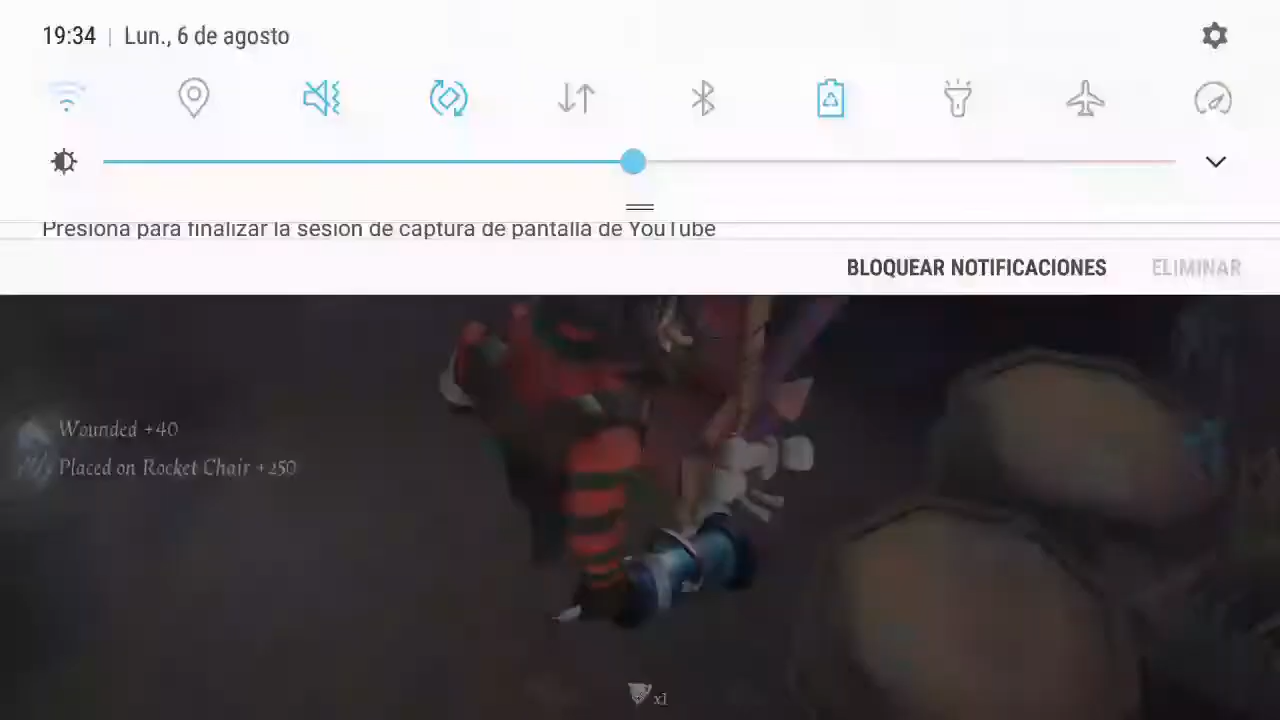 19:34 | Lun., 6 de agosto
Presiona para finalizar la sesión de captura de pantalla de YouTube
BLOQUEAR NOTIFICACIONES ELIMINAR
Wounded +40
Placed on Rocket Chair +250
x1